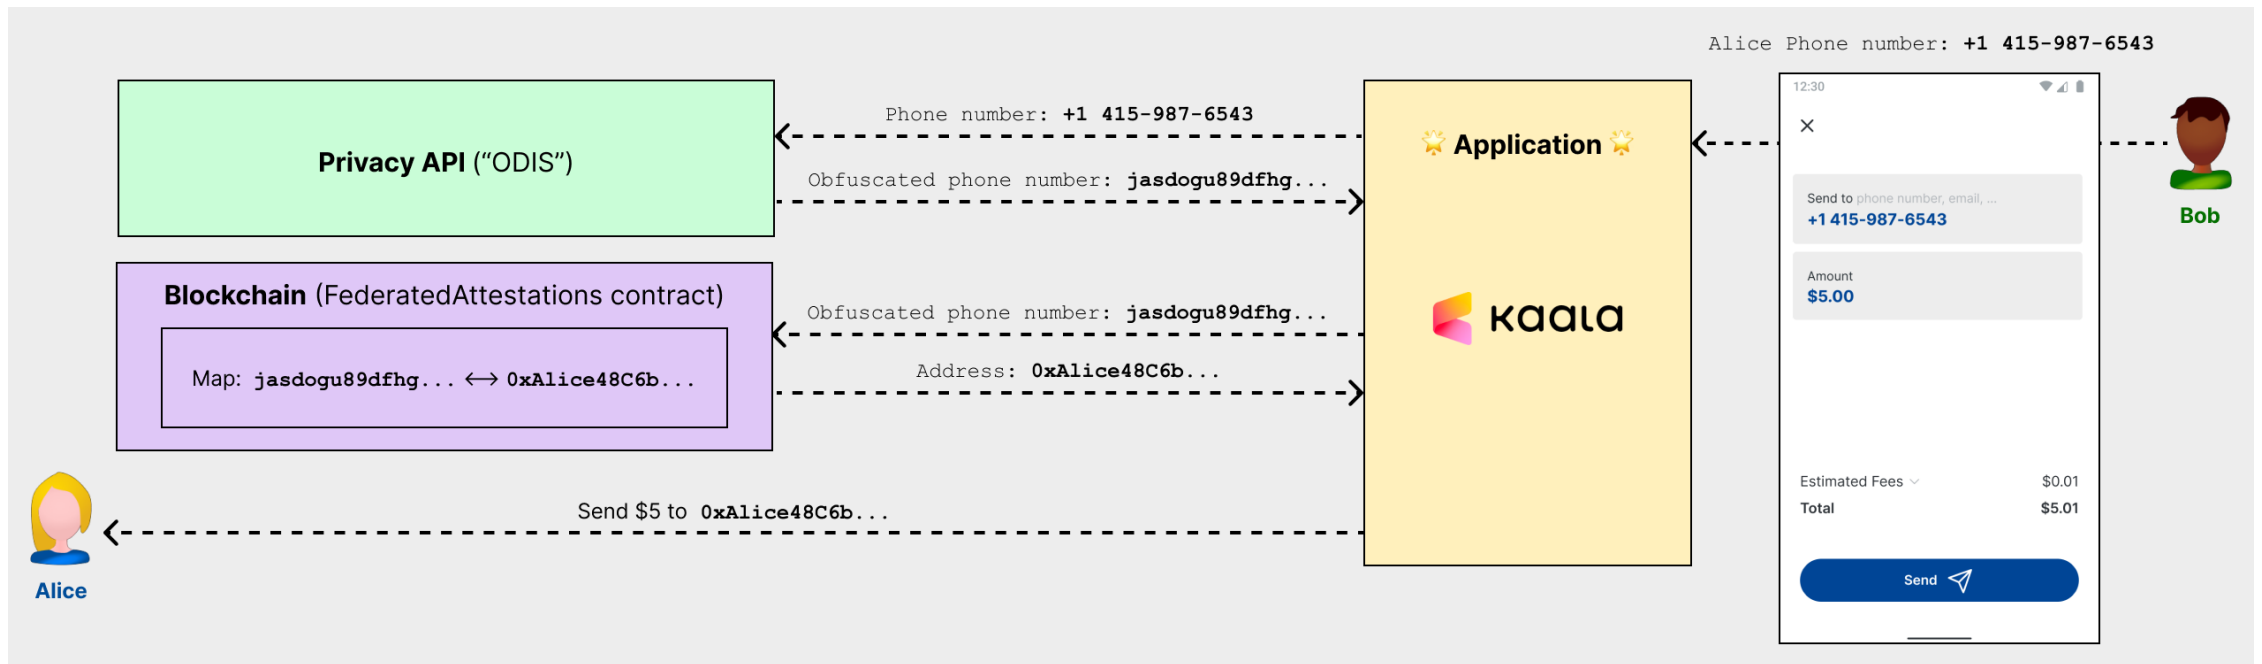 Alice Phone number: +1 415-987-6543
Privacy API (“ODIS”)
Phone number: +1 415-987-6543
Obfuscated phone number: jasdogu89dfhg...
Blockchain (FederatedAttestations contract)
Map: jasdogu89dfhg... <--> 0xAlice48C6b...
Obfuscated phone number: jasdogu89dfhg...
Address: 0xAlice48C6b...
Send $5 to 0xAlice48C6b...
Alice
🌟 Application 🌟
kaala
12:30
Send to phone number, email, ...
+1 415-987-6543
Amount
$5.00
Estimated Fees $0.01
Total $5.01
Send
Bob